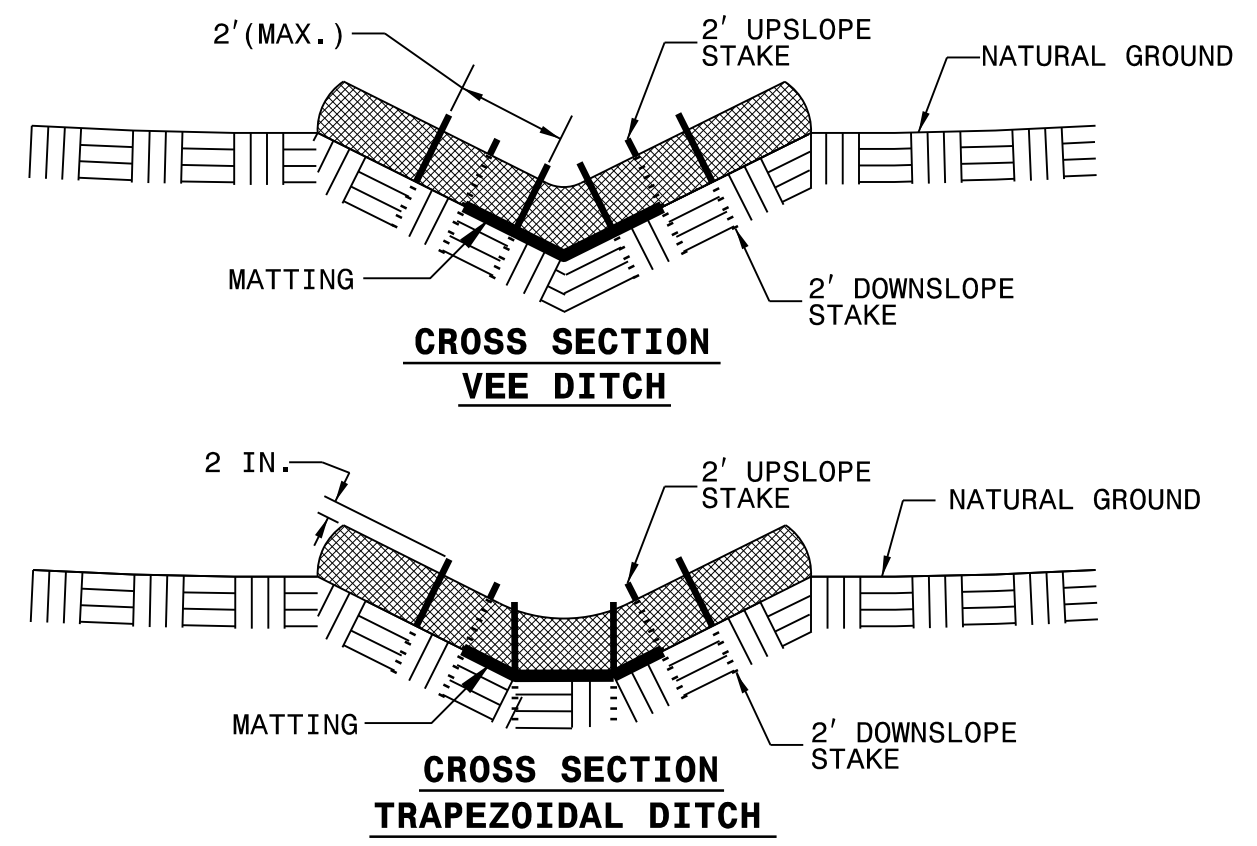 2'(MAX.)
2' UPSLOPE
STAKE
NATURAL GROUND
MATTING
2' DOWNSLOPE
STAKE
CROSS SECTION
VEE DITCH
2 IN.
2' UPSLOPE
STAKE
NATURAL GROUND
MATTING
2' DOWNSLOPE
STAKE
CROSS SECTION
TRAPEZOIDAL DITCH